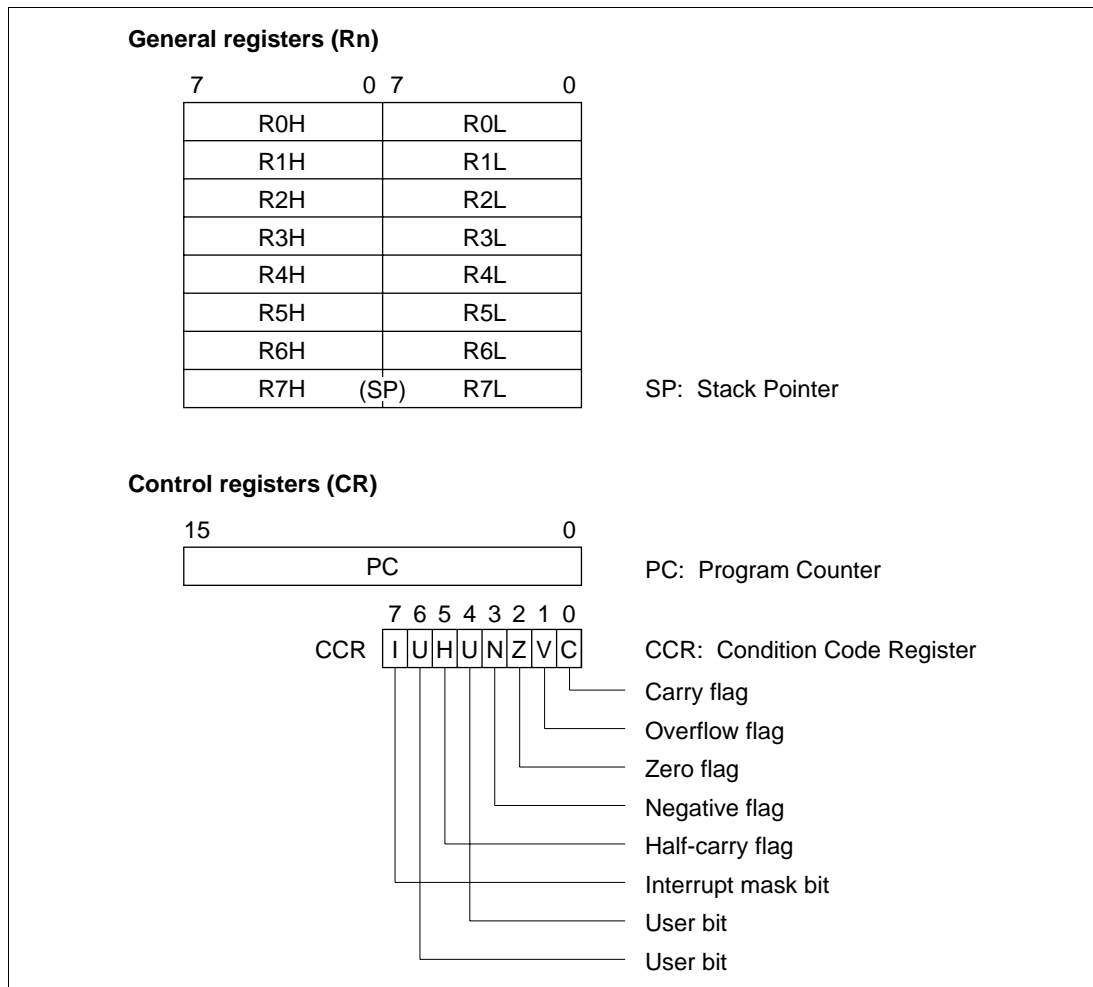 General registers (Rn)
7 0 7 0
R0H R0L
R1H R1L
R2H R2L
R3H R3L
R4H R4L
R5H R5L
R6H R6L
R7H (SP) R7L SP: Stack Pointer
Control registers (CR)
15 0
PC PC: Program Counter
7 6 5 4 3 2 1 0
CCR I U H U N Z V C CCR: Condition Code Register
Carry flag
Overflow flag
Zero flag
Negative flag
Half-carry flag
Interrupt mask bit
User bit
User bit